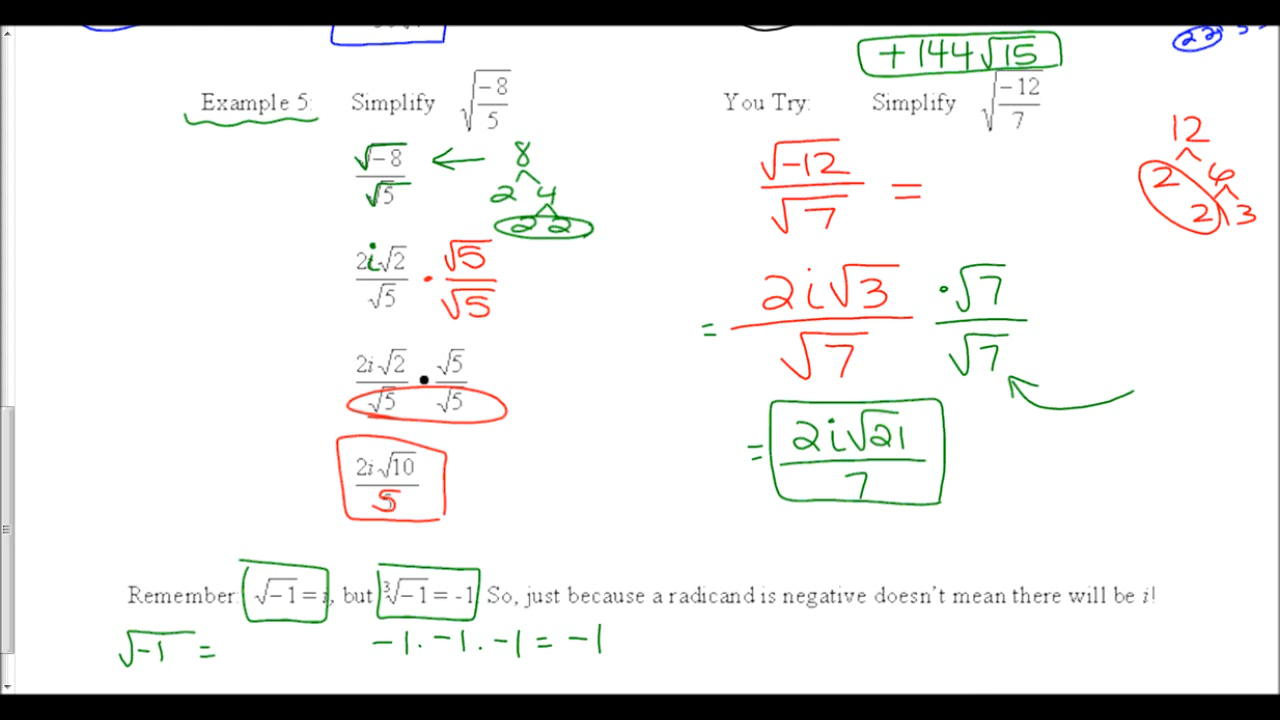 +144√15
Example 5: Simplify √(-8/5)
√-8/√5 ← 8
2 4
2 2
2i√2/√5 · √5/√5
2i√2/√5 · √5/√5
2i√10/5
You Try: Simplify √(-12/7)
√-12/√7 =
12
2 6
2 3
= 2i√3/√7 · √7/√7
= 2i√21/7
Remember: √-1 = i, but ³√-1 = -1. So, just because a radicand is negative doesn't mean there will be i!
√-1 =
-1 · -1 · -1 = -1